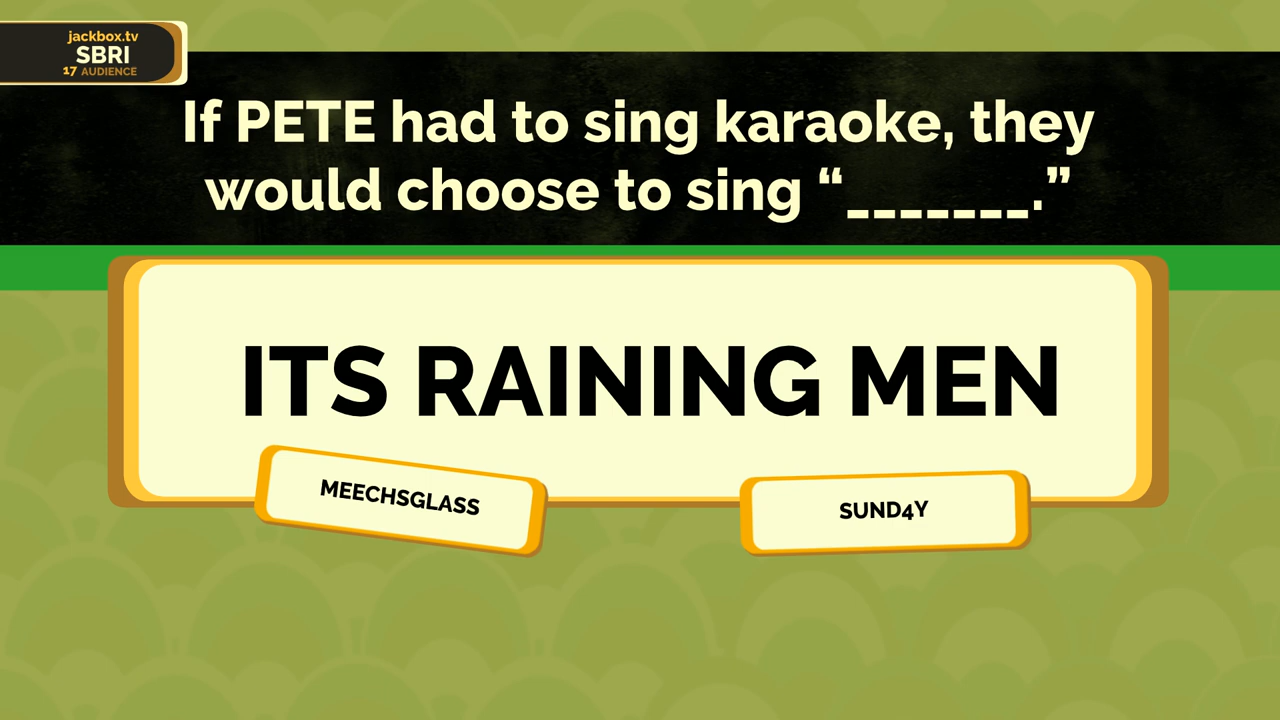 jackbox.tv
SBRI
17 AUDIENCE
If PETE had to sing karaoke, they
would choose to sing “_______.”
ITS RAINING MEN
MEECHSGLASS
SUND4Y